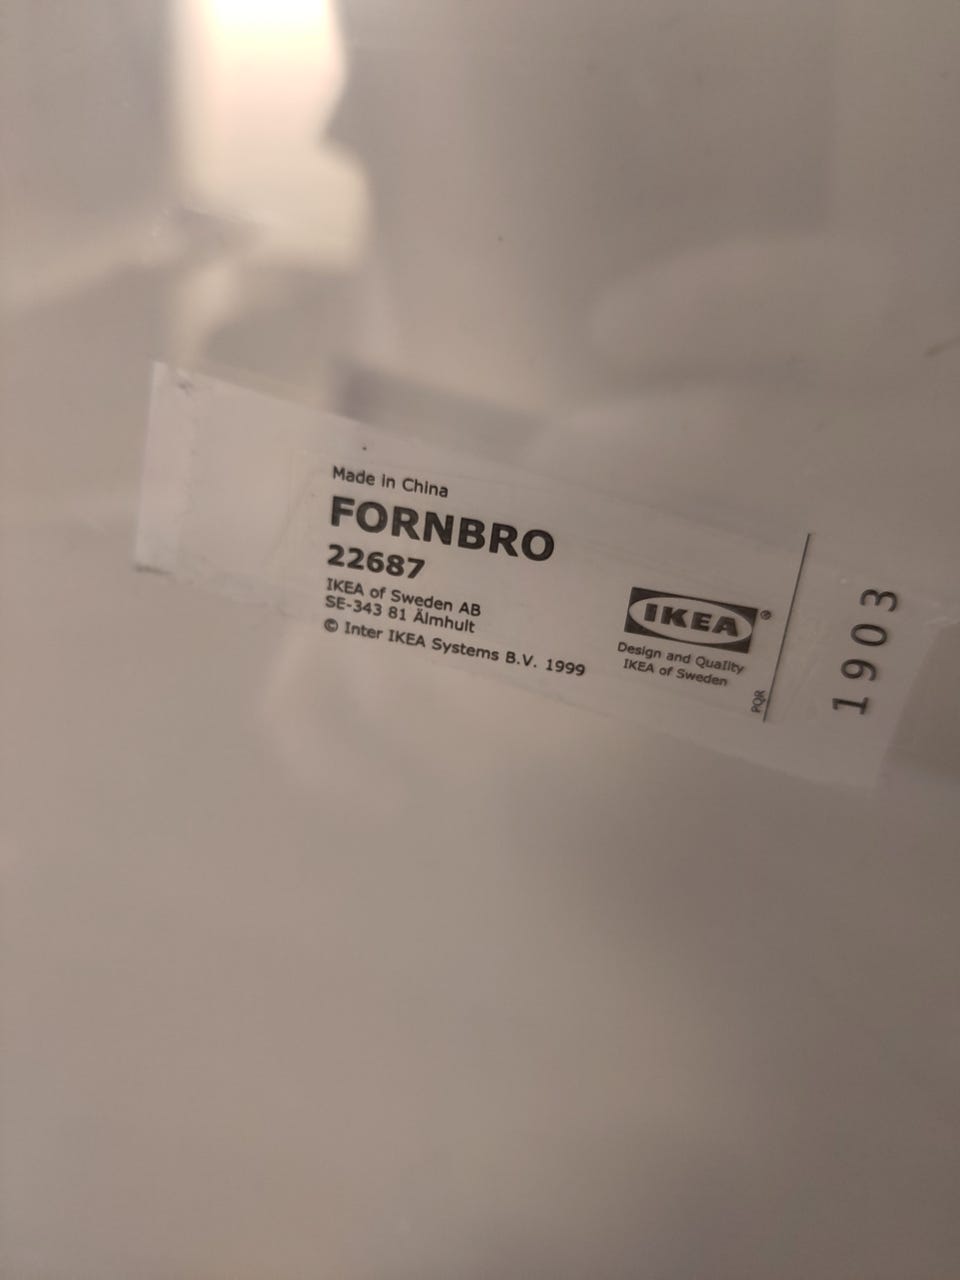 Made in China
FORNBRO
22687
IKEA of Sweden AB
SE-343 81 Älmhult
© Inter IKEA Systems B.V. 1999
IKEA®
Design and Quality
IKEA of Sweden
PQR
1903